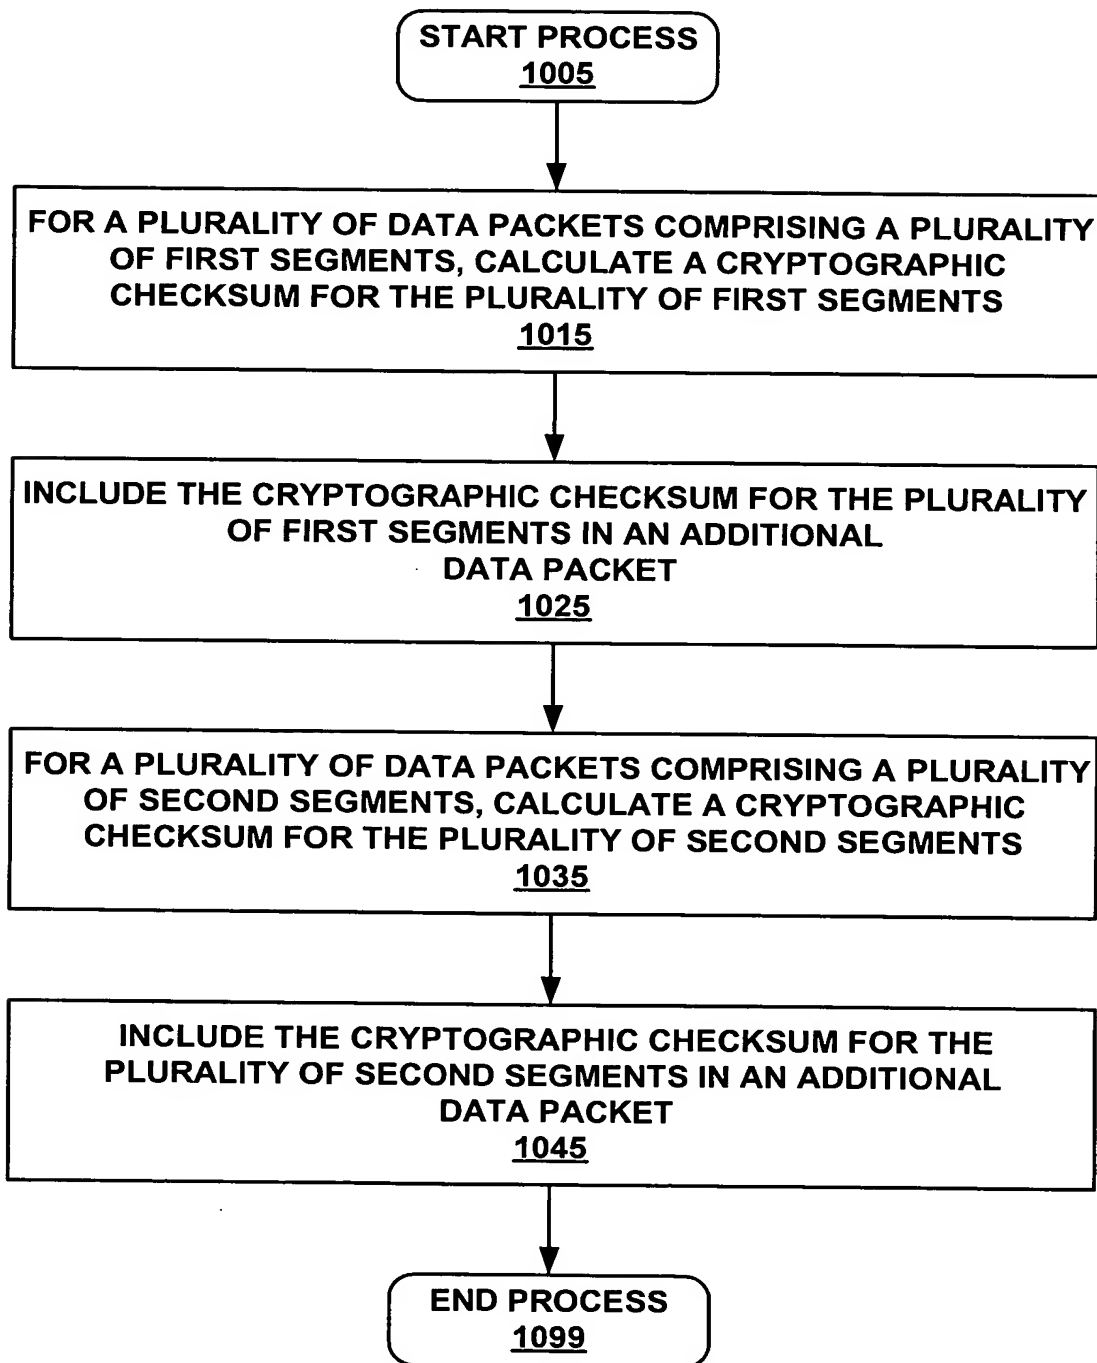 START PROCESS
1005
FOR A PLURALITY OF DATA PACKETS COMPRISING A PLURALITY
OF FIRST SEGMENTS, CALCULATE A CRYPTOGRAPHIC
CHECKSUM FOR THE PLURALITY OF FIRST SEGMENTS
1015
INCLUDE THE CRYPTOGRAPHIC CHECKSUM FOR THE PLURALITY
OF FIRST SEGMENTS IN AN ADDITIONAL
DATA PACKET
1025
FOR A PLURALITY OF DATA PACKETS COMPRISING A PLURALITY
OF SECOND SEGMENTS, CALCULATE A CRYPTOGRAPHIC
CHECKSUM FOR THE PLURALITY OF SECOND SEGMENTS
1035
INCLUDE THE CRYPTOGRAPHIC CHECKSUM FOR THE
PLURALITY OF SECOND SEGMENTS IN AN ADDITIONAL
DATA PACKET
1045
END PROCESS
1099